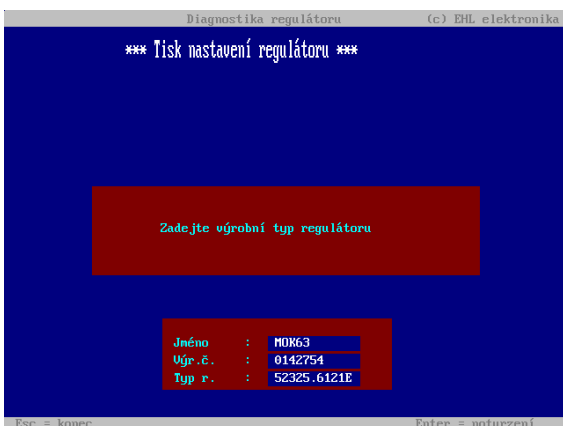 Diagnostika regulátoru (c) EHL elektronika
*** Tisk nastavení regulátoru ***
Zadejte výrobní typ regulátoru
Jméno : MOK63
Výr.č. : 0142754
Typ r. : 52325.6121E
Esc = konec Enter = potvrzení